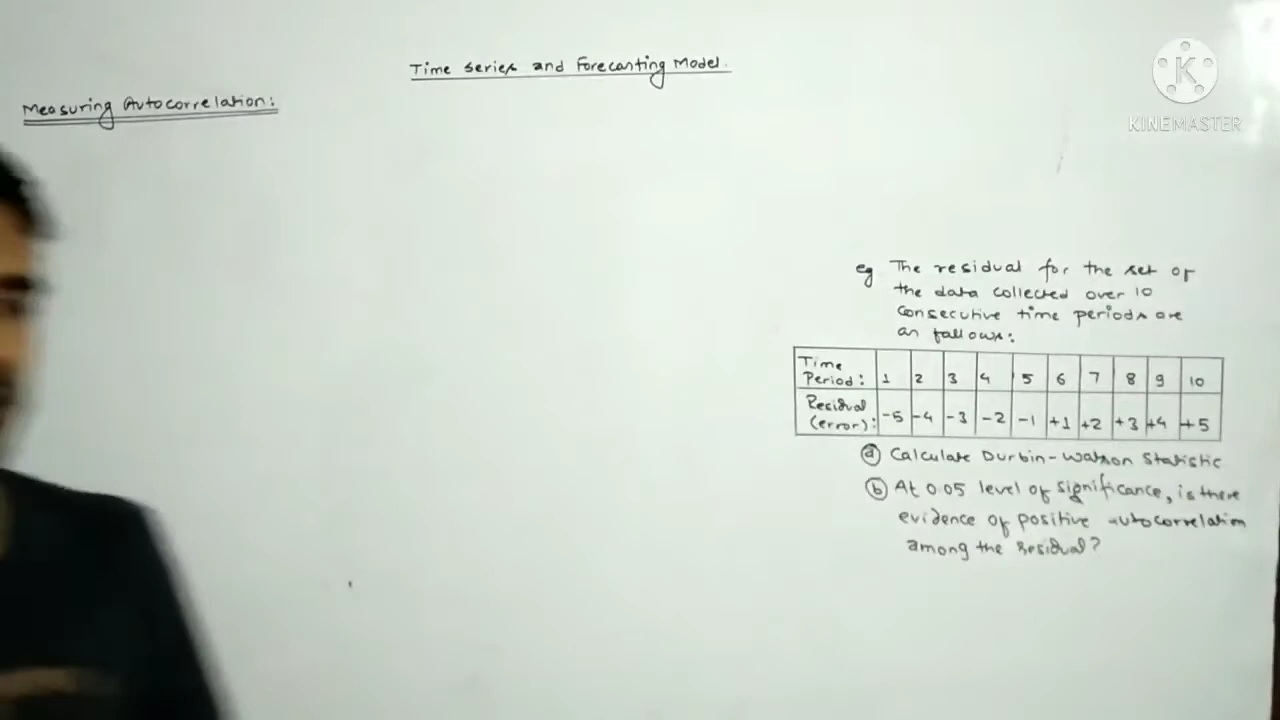 Time Series and Forecasting Model.
Measuring Autocorrelation:
K
KINEMASTER
eg The residual for the set of
the data collected over 10
consecutive time periods are
as follows:
Time Period: 1 2 3 4 5 6 7 8 9 10
Residual (error): -5 -4 -3 -2 -1 +1 +2 +3 +4 +5
(a) Calculate Durbin-Watson Statistic
(b) At 0.05 level of significance, is there
evidence of positive autocorrelation
among the residual?